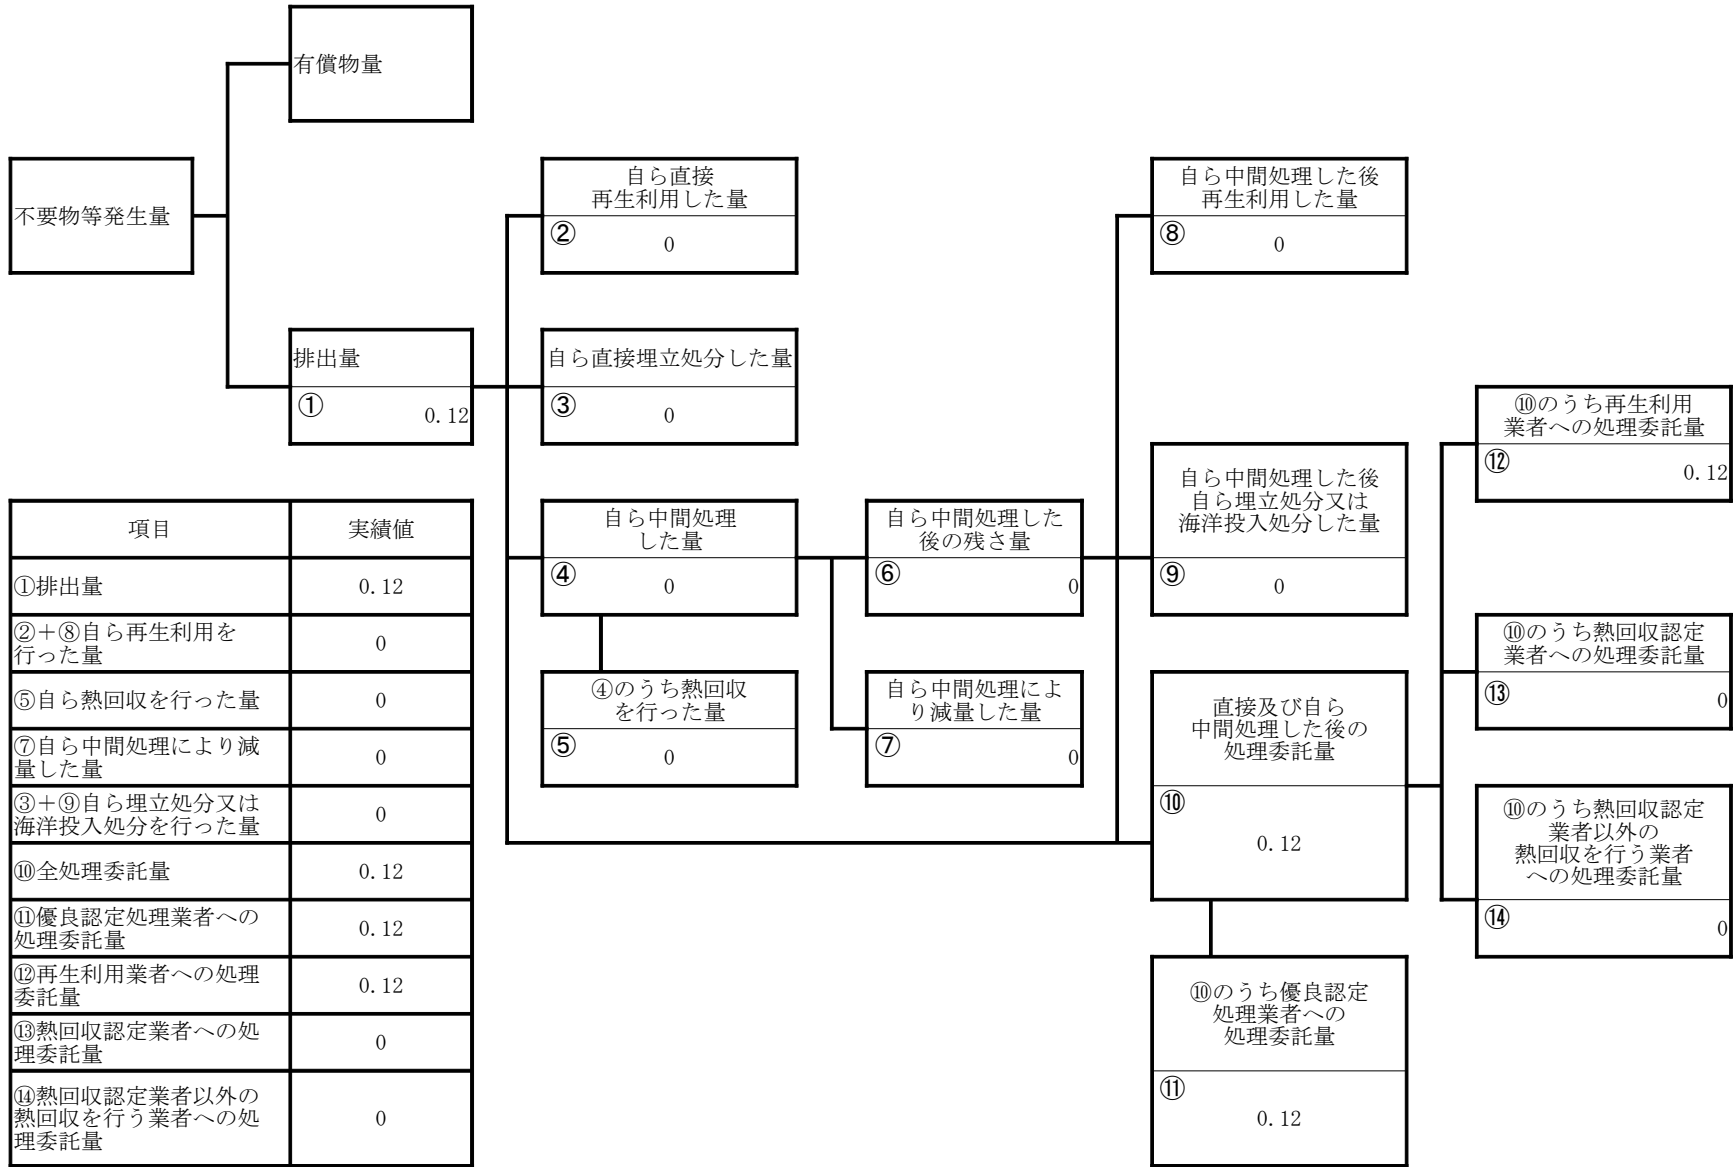 有償物量
不要物等発生量
自ら直接
再生利用した量
②
0
自ら中間処理した後
再生利用した量
⑧
0
排出量
①
0.12
自ら直接埋立処分した量
③
0
⑩のうち再生利用
業者への処理委託量
⑫
0.12
自ら中間処理した後
自ら埋立処分又は
海洋投入処分した量
⑨
0
自ら中間処理
した量
④
0
自ら中間処理した
後の残さ量
⑥
0
⑩のうち熱回収認定
業者への処理委託量
⑬
0
④のうち熱回収
を行った量
⑤
0
自ら中間処理によ
り減量した量
⑦
0
直接及び自ら
中間処理した後の
処理委託量
⑩
0.12
⑩のうち熱回収認定
業者以外の
熱回収を行う業者
への処理委託量
⑭
0
⑩のうち優良認定
処理業者への
処理委託量
⑪
0.12
項目 実績値
①排出量 0.12
②＋⑧自ら再生利用を
行った量 0
⑤自ら熱回収を行った量 0
⑦自ら中間処理により減
量した量 0
③＋⑨自ら埋立処分又は
海洋投入処分を行った量 0
⑩全処理委託量 0.12
⑪優良認定処理業者への
処理委託量 0.12
⑫再生利用業者への処理
委託量 0.12
⑬熱回収認定業者への処
理委託量 0
⑭熱回収認定業者以外の
熱回収を行う業者への処
理委託量 0